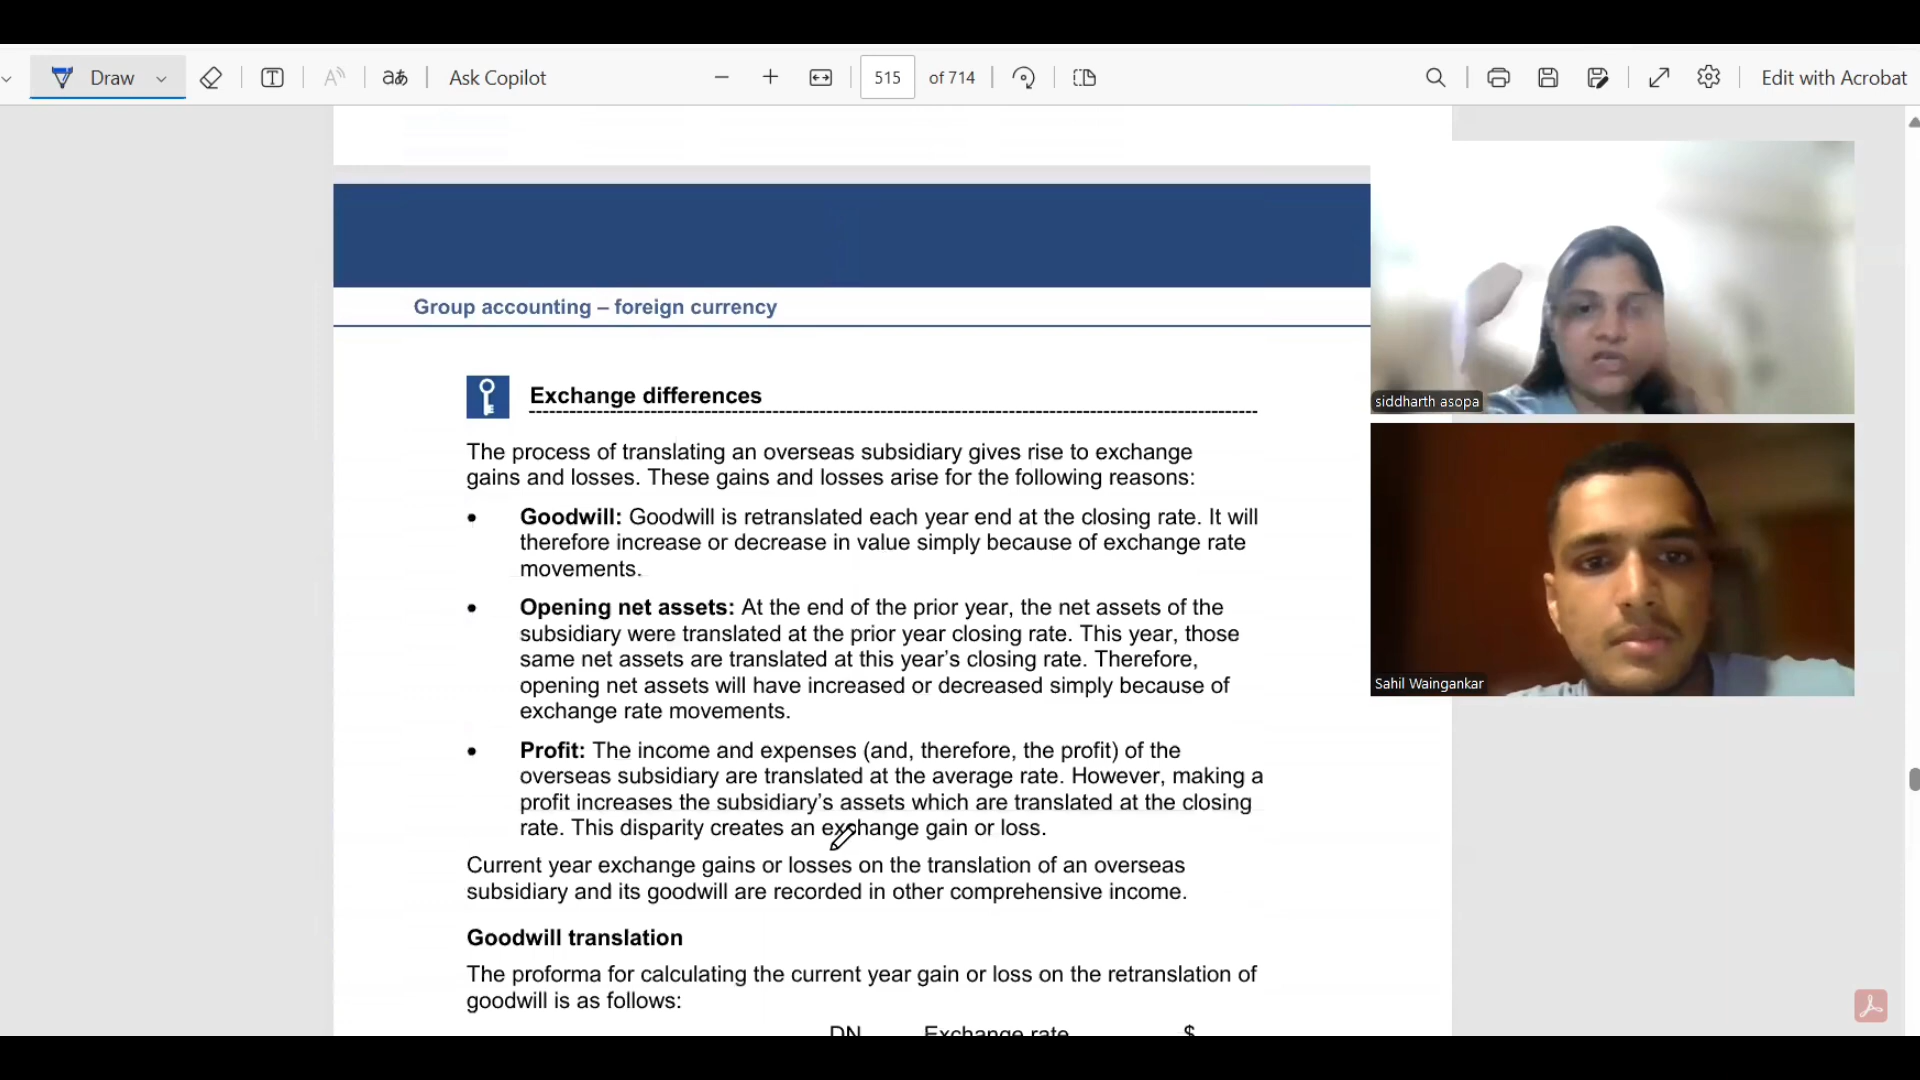 Draw
T
A
aあ
Ask Copilot
515
of 714
Edit with Acrobat
Group accounting – foreign currency
Exchange differences
The process of translating an overseas subsidiary gives rise to exchange
gains and losses. These gains and losses arise for the following reasons:
• Goodwill: Goodwill is retranslated each year end at the closing rate. It will
therefore increase or decrease in value simply because of exchange rate
movements.
• Opening net assets: At the end of the prior year, the net assets of the
subsidiary were translated at the prior year closing rate. This year, those
same net assets are translated at this year's closing rate. Therefore,
opening net assets will have increased or decreased simply because of
exchange rate movements.
• Profit: The income and expenses (and, therefore, the profit) of the
overseas subsidiary are translated at the average rate. However, making a
profit increases the subsidiary's assets which are translated at the closing
rate. This disparity creates an exchange gain or loss.
Current year exchange gains or losses on the translation of an overseas
subsidiary and its goodwill are recorded in other comprehensive income.
Goodwill translation
The proforma for calculating the current year gain or loss on the retranslation of
goodwill is as follows:
DN Exchange rate $
siddharth asopa
Sahil Waingankar